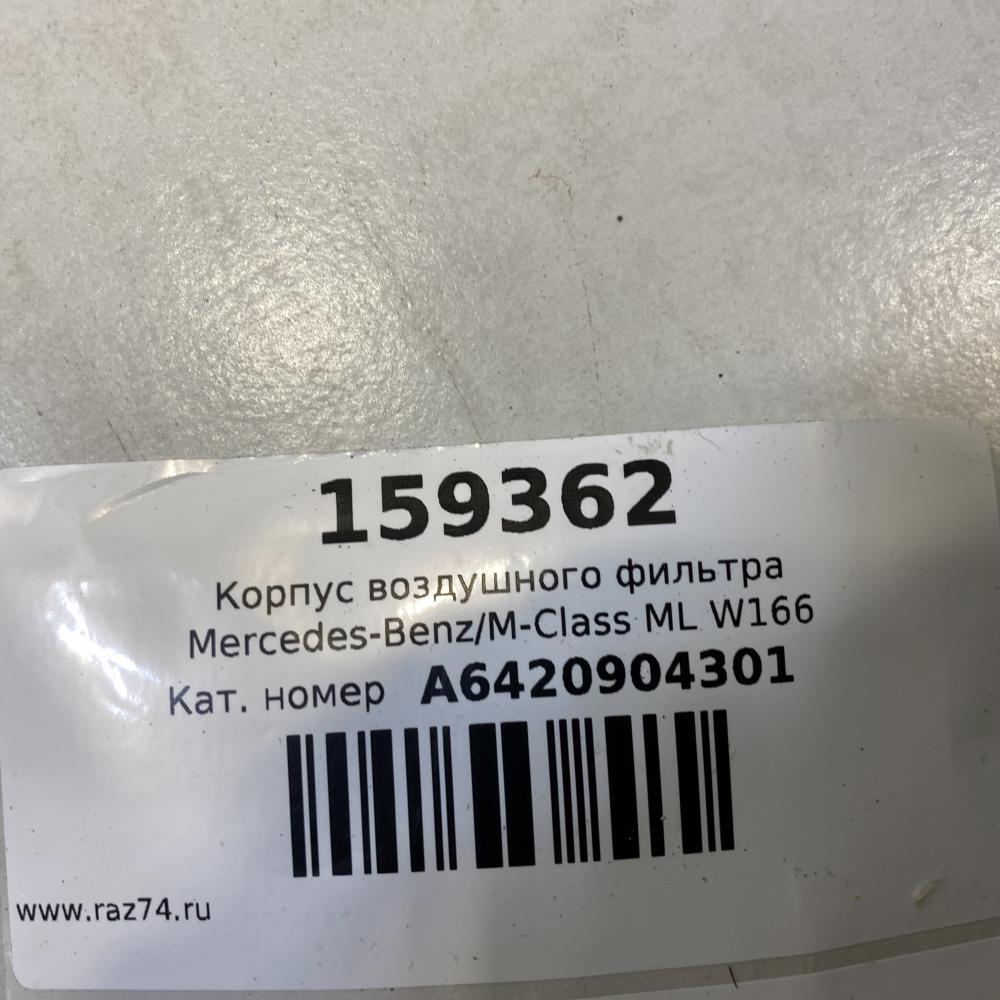 159362
Корпус воздушного фильтра
Mercedes-Benz/M-Class ML W166
Кат. номер A6420904301
www.raz74.ru